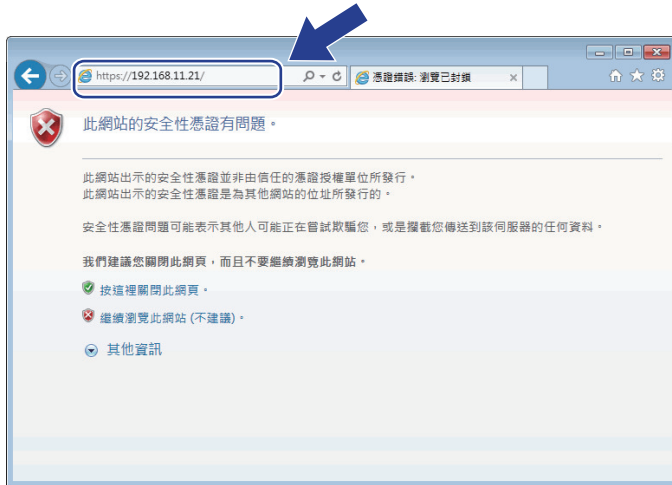 https://192.168.11.21/
憑證錯誤: 瀏覽已封鎖
此網站的安全性憑證有問題。
此網站出示的安全性憑證並非由信任的憑證授權單位所發行。
此網站出示的安全性憑證是為其他網站的位址所發行的。
安全性憑證問題可能表示其他人可能正在嘗試欺騙您，或是攔截您傳送到該伺服器的任何資料。
我們建議您關閉此網頁，而且不要繼續瀏覽此網站。
按這裡關閉此網頁。
繼續瀏覽此網站 (不建議)。
其他資訊